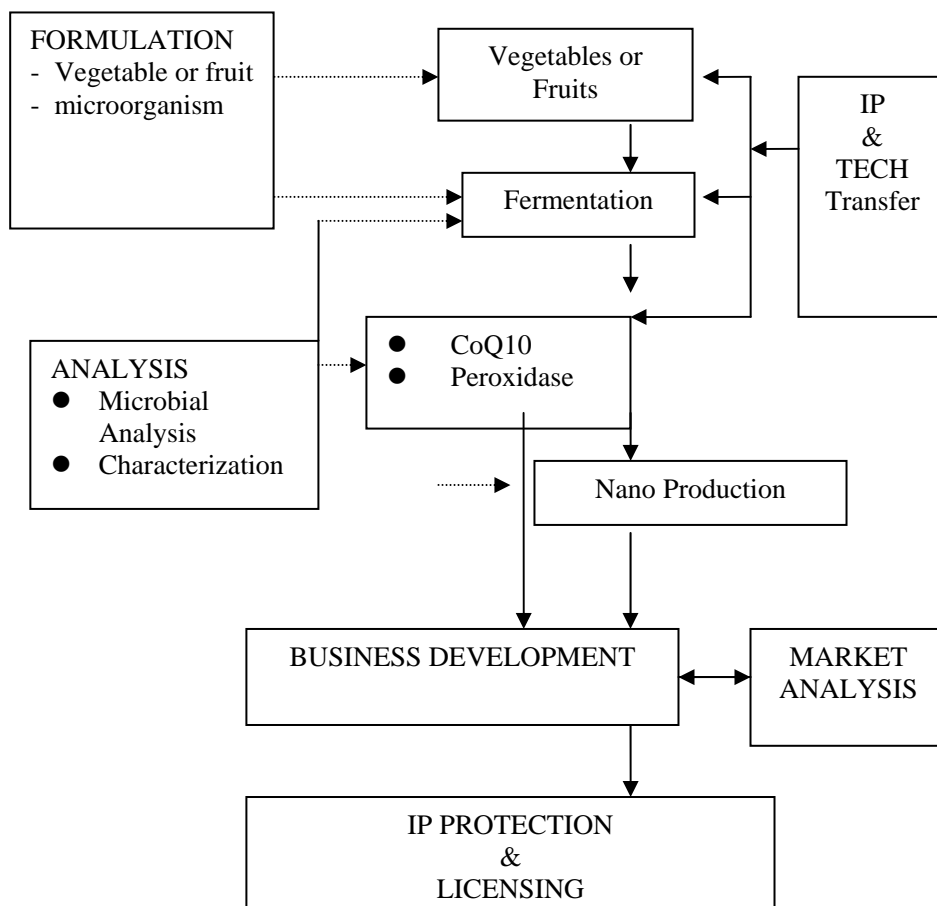 FORMULATION
- Vegetable or fruit
- microorganism
Vegetables or
Fruits
IP
&
TECH
Transfer
Fermentation
● CoQ10
● Peroxidase
ANALYSIS
● Microbial
Analysis
● Characterization
Nano Production
BUSINESS DEVELOPMENT
MARKET
ANALYSIS
IP PROTECTION
&
LICENSING